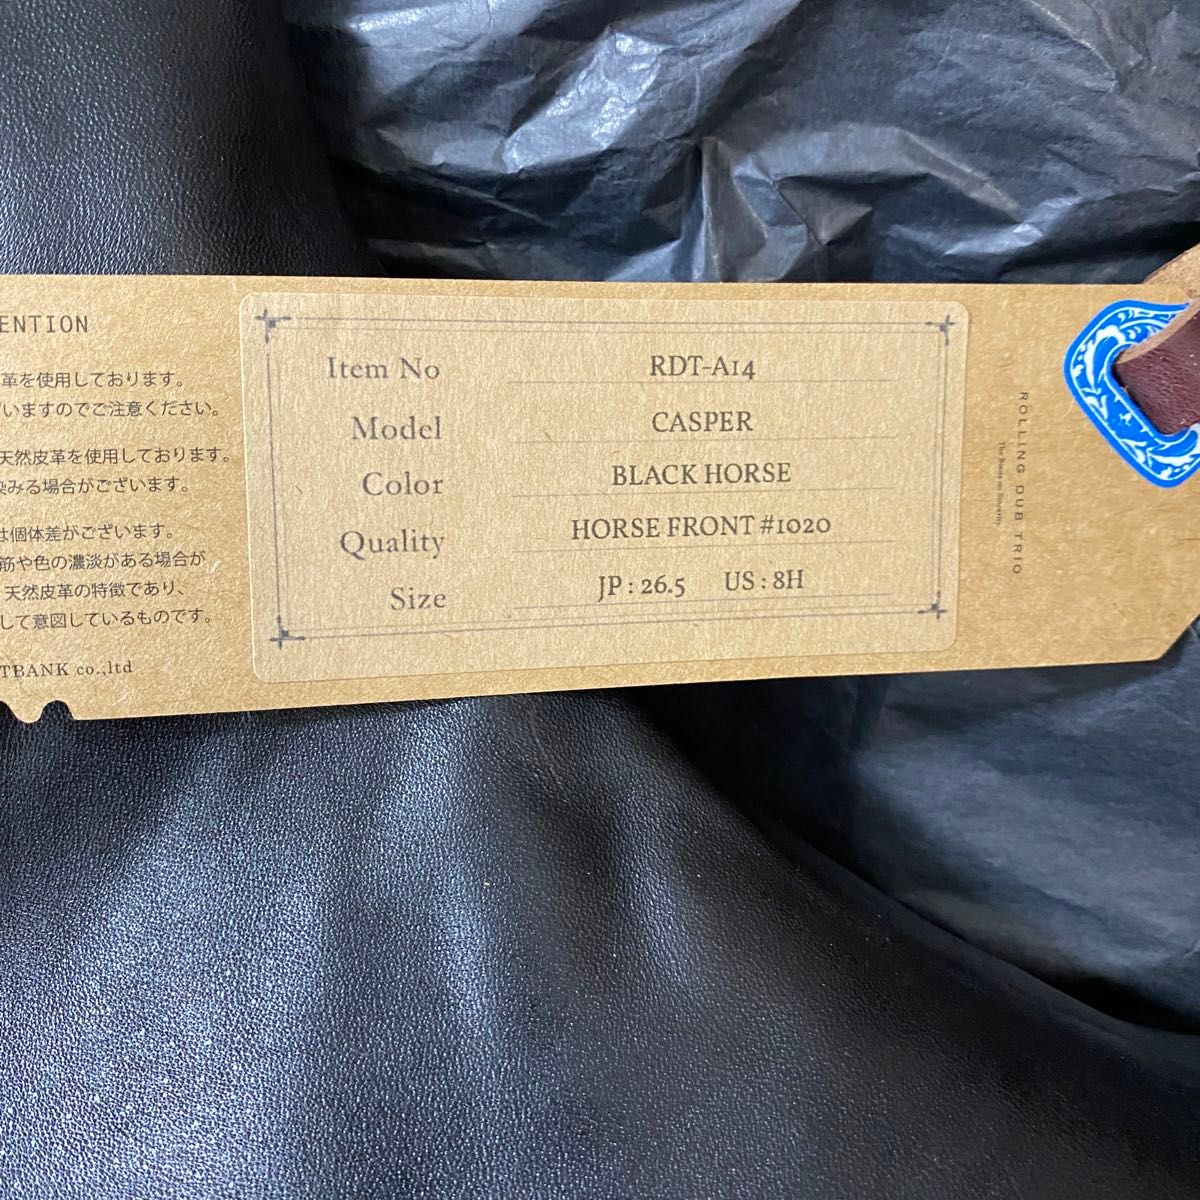 ENTION
革を使用しております。
いますのでご注意ください。
天然皮革を使用しております。
染みる場合がございます。
は個体差がございます。
筋や色の濃淡がある場合が
天然皮革の特徴であり、
して意図しているものです。
TBANK co.,ltd
Item No RDT-A14
Model CASPER
Color BLACK HORSE
Quality HORSE FRONT #1020
Size JP : 26.5 US : 8H
ROLLING DUB TRIO
The Boots in Sincerity